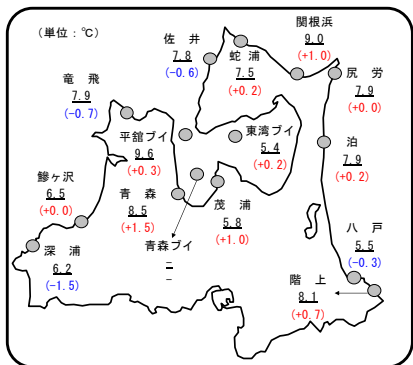 (単位：℃)
関根浜
9.0
(+1.0)
佐 井
7.8
(-0.6)
蛇 浦
7.5
(+0.2)
尻 労
7.9
(+0.0)
竜 飛
7.9
(-0.7)
平舘ブイ
9.6
(+0.3)
東湾ブイ
5.4
(+0.2)
泊
7.9
(+0.2)
鰺ヶ沢
6.5
(+0.0)
青 森
8.5
(+1.5)
茂 浦
5.8
(+1.0)
青森ブイ
－
－
八 戸
5.5
(-0.3)
深 浦
6.2
(-1.5)
階 上
8.1
(+0.7)